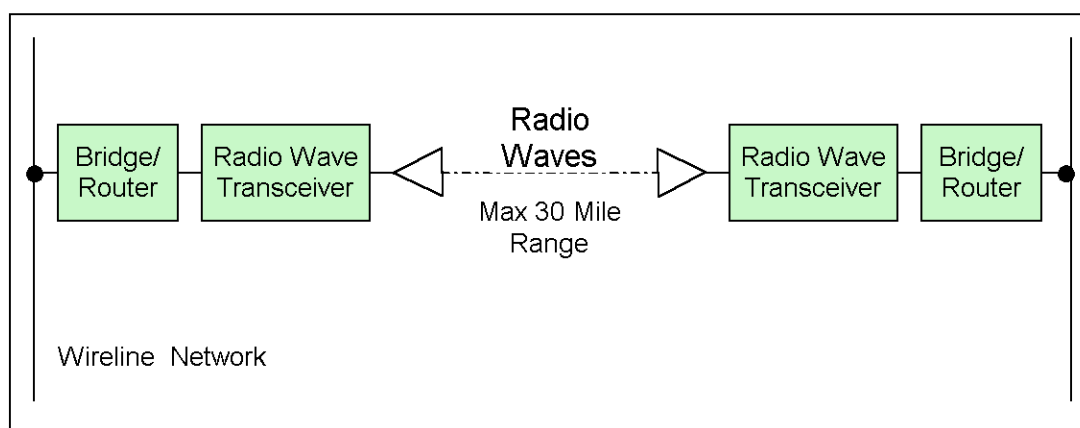 Bridge/
Router
Radio Wave
Transceiver
Radio
Waves
Max 30 Mile
Range
Radio Wave
Transceiver
Bridge/
Router
Wireline Network